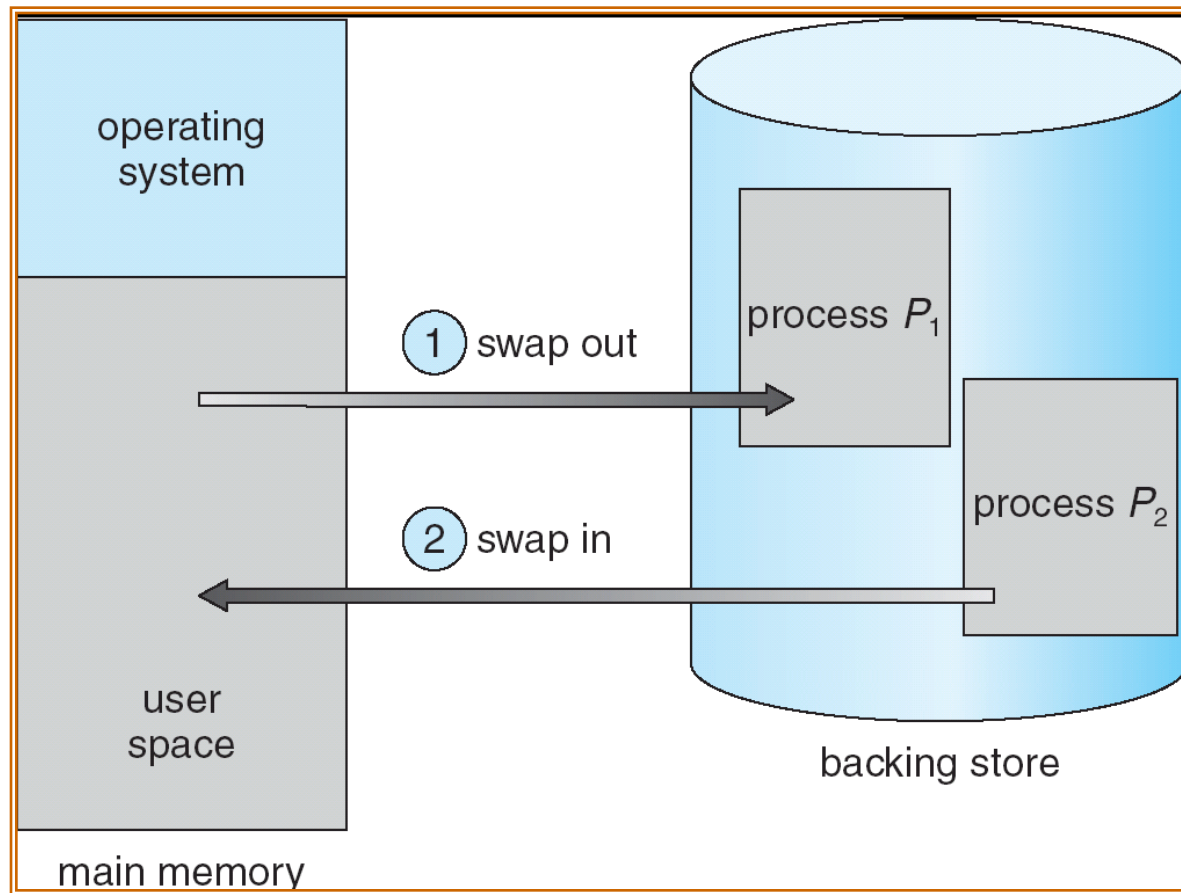 operating
system
1 swap out
process P1
2 swap in
process P2
user
space
backing store
main memory